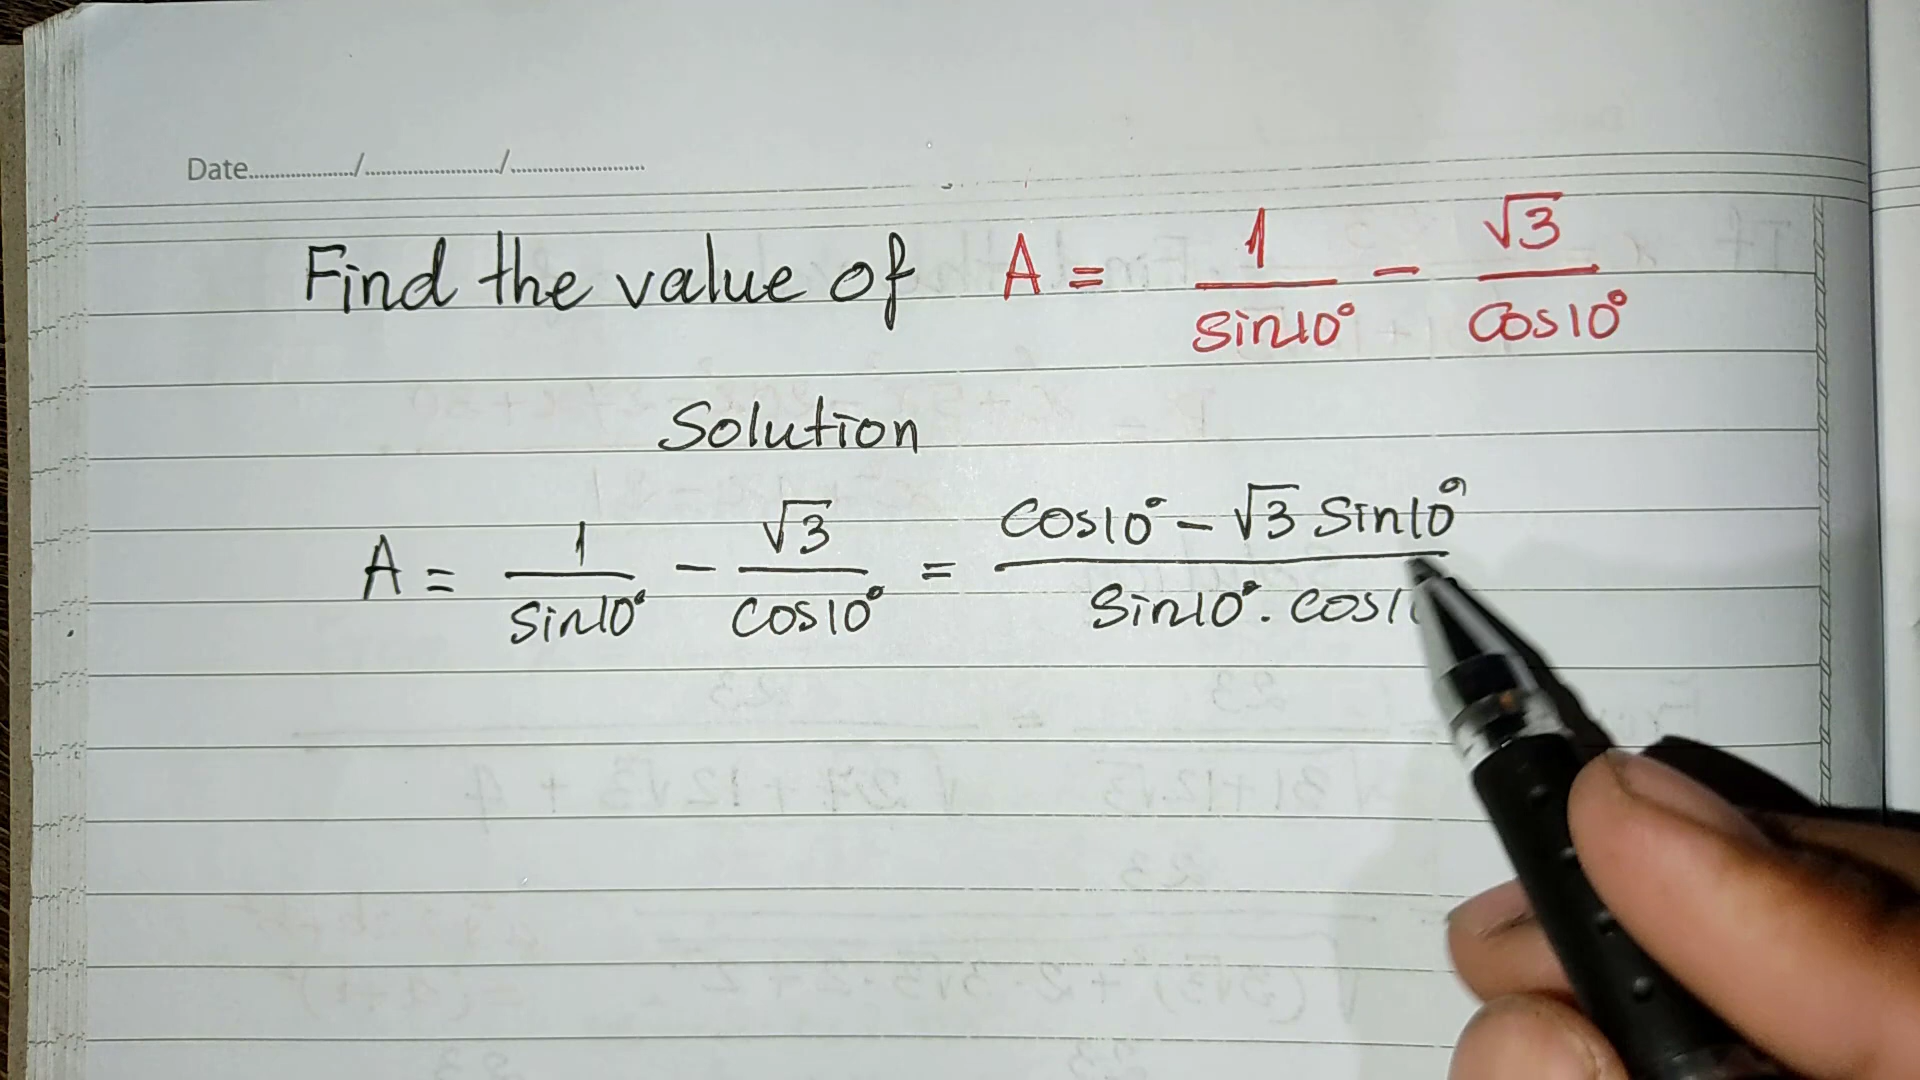 Date............/............/............
Find the value of A = 1/sin10° - √3/cos10°
Solution
A = 1/sin10° - √3/cos10° = (cos10° - √3 sin10°)/(sin10° . cos1